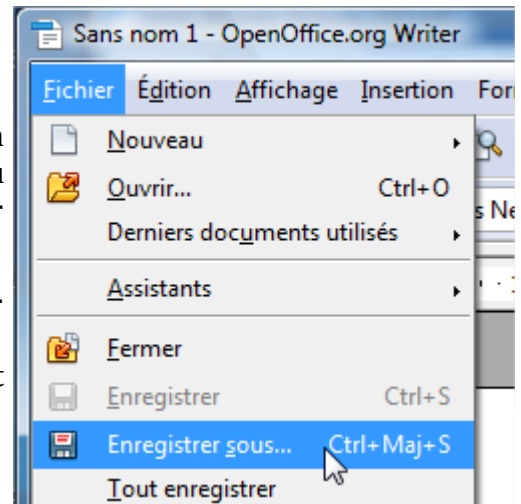 Sans nom 1 - OpenOffice.org Writer
Fichier Édition Affichage Insertion
Nouveau
Ouvrir... Ctrl+O
Derniers documents utilisés
Assistants
Fermer
Enregistrer Ctrl+S
Enregistrer sous... Ctrl+Maj+S
Tout enregistrer